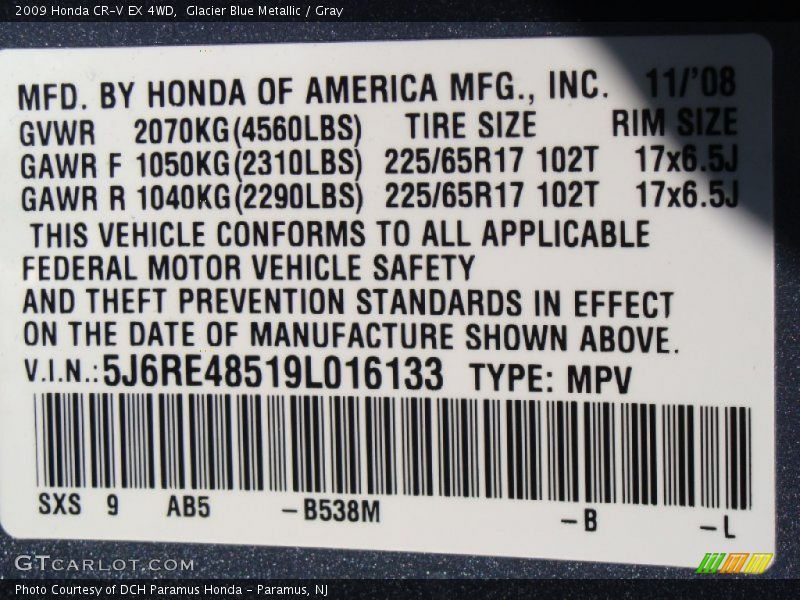 2009 Honda CR-V EX 4WD, Glacier Blue Metallic / Gray
MFD. BY HONDA OF AMERICA MFG., INC. 11/'08
GVWR 2070KG(4560LBS) TIRE SIZE RIM SIZE
GAWR F 1050KG(2310LBS) 225/65R17 102T 17x6.5J
GAWR R 1040KG(2290LBS) 225/65R17 102T 17x6.5J
THIS VEHICLE CONFORMS TO ALL APPLICABLE
FEDERAL MOTOR VEHICLE SAFETY
AND THEFT PREVENTION STANDARDS IN EFFECT
ON THE DATE OF MANUFACTURE SHOWN ABOVE.
V.I.N.:5J6RE48519L016133 TYPE: MPV
SXS 9 AB5 -B538M -B -L
GTCARLOT.COM
Photo Courtesy of DCH Paramus Honda - Paramus, NJ